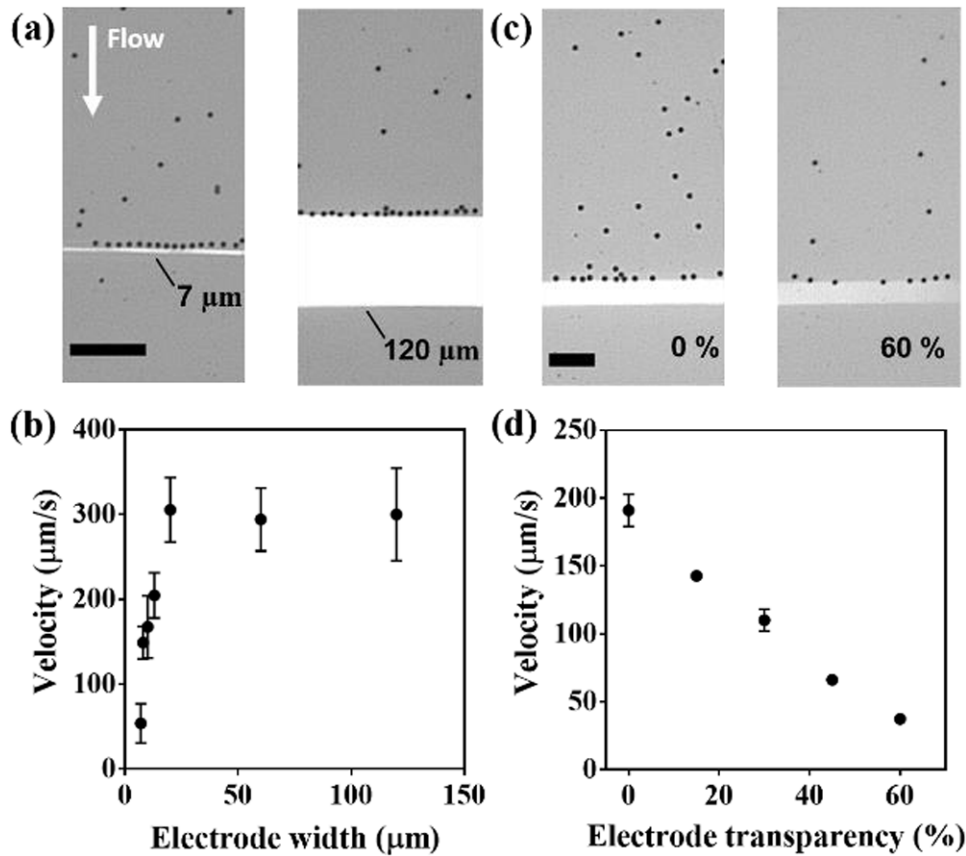 (a)
Flow
7 μm
120 μm
(c)
0 %
60 %
(b)
Velocity (μm/s)
400
300
200
100
0
0 50 100 150
Electrode width (μm)
(d)
Velocity (μm/s)
250
200
150
100
50
0
0 20 40 60
Electrode transparency (%)